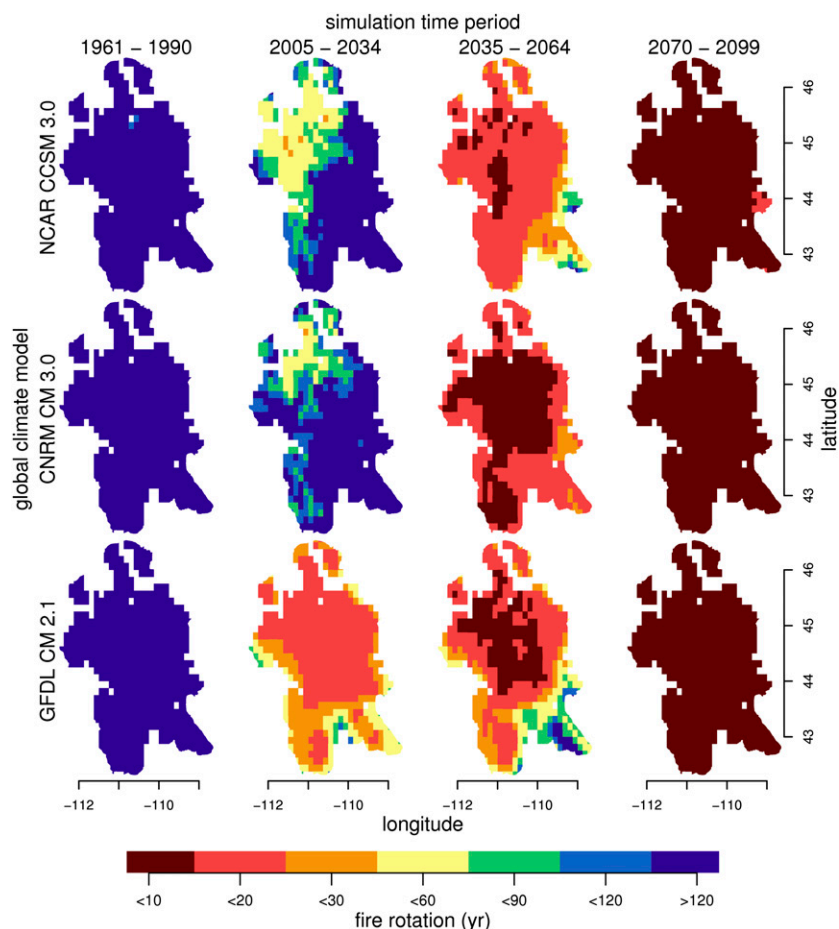 simulation time period
1961 – 1990 2005 – 2034 2035 – 2064 2070 – 2099
NCAR CCSM 3.0
46
45
44
43
global climate model
CNRM CM 3.0
46
45
44
43
latitude
GFDL CM 2.1
46
45
44
43
−112 −110 −112 −110 −112 −110 −112 −110
longitude
<10 <20 <30 <60 <90 <120 >120
fire rotation (yr)